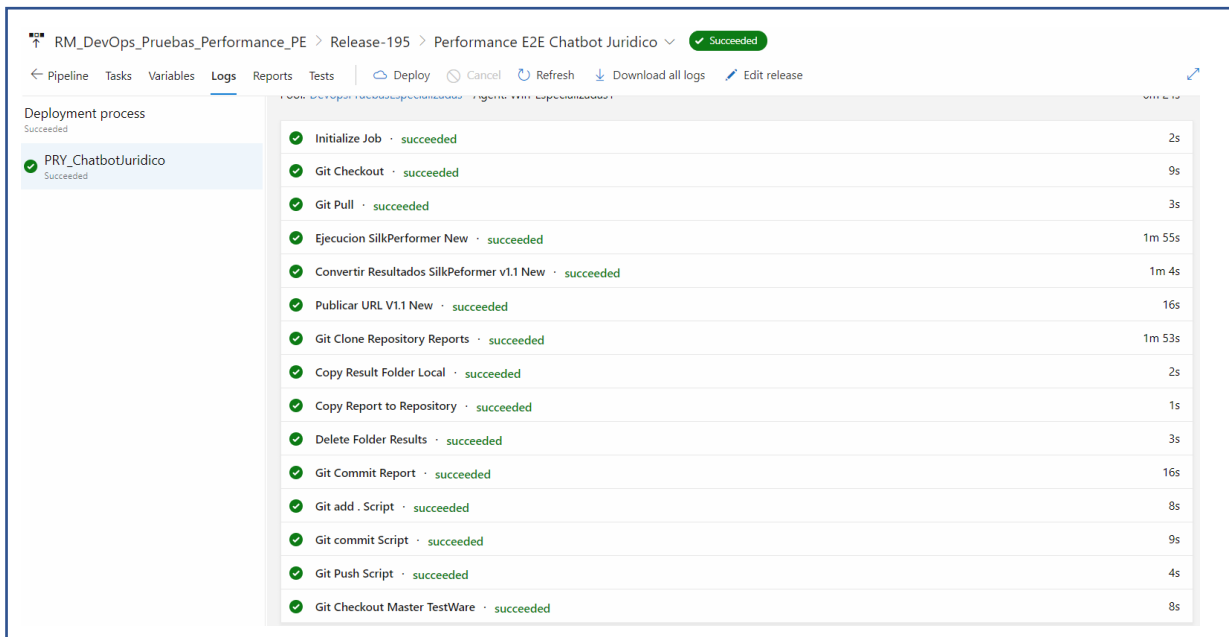 RM_DevOps_Pruebas_Performance_PE > Release-195 > Performance E2E Chatbot Juridico Succeeded
Pipeline Tasks Variables Logs Reports Tests Deploy Cancel Refresh Download all logs Edit release
Deployment process
Succeeded
PRY_ChatbotJuridico
Succeeded
Initialize Job · succeeded 2s
Git Checkout · succeeded 9s
Git Pull · succeeded 3s
Ejecucion SilkPerformer New · succeeded 1m 55s
Convertir Resultados SilkPeformer v1.1 New · succeeded 1m 4s
Publicar URL V1.1 New · succeeded 16s
Git Clone Repository Reports · succeeded 1m 53s
Copy Result Folder Local · succeeded 2s
Copy Report to Repository · succeeded 1s
Delete Folder Results · succeeded 3s
Git Commit Report · succeeded 16s
Git add . Script · succeeded 8s
Git commit Script · succeeded 9s
Git Push Script · succeeded 4s
Git Checkout Master TestWare · succeeded 8s